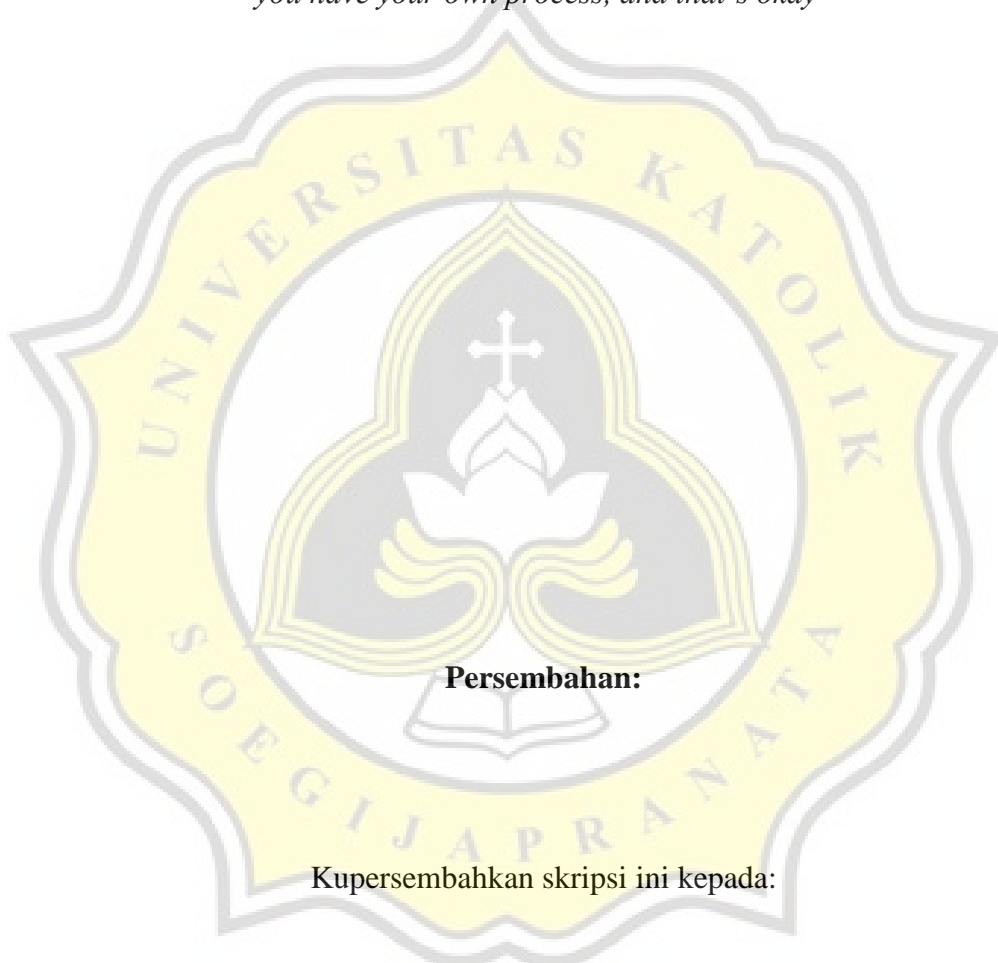 you have your own process, and that's okay
UNIVERSITAS KATOLIK
SOEGIJAPRANATA
Persembahan:
Kupersembahkan skripsi ini kepada: